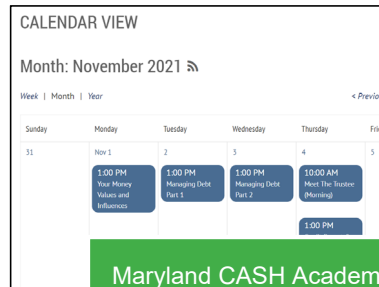 CALENDAR VIEW
Month: November 2021
Week | Month | Year < Previo
Sunday Monday Tuesday Wednesday Thursday Fri
31 Nov 1 2 3 4 5
1:00 PM
Your Money
Values and
Influences
1:00 PM
Managing Debt
Part 1
1:00 PM
Managing Debt
Part 2
10:00 AM
Meet The Trustee
(Morning)
1:00 PM
Maryland CASH Academ